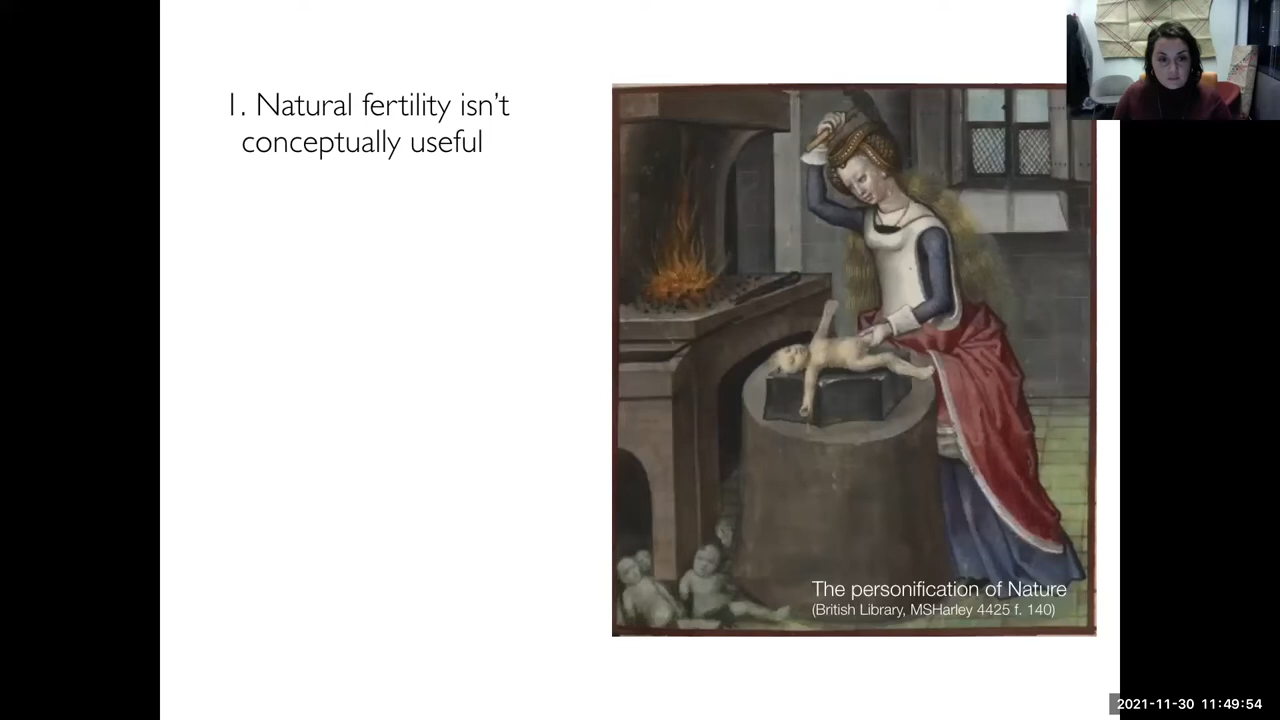 1. Natural fertility isn’t
conceptually useful
The personification of Nature
(British Library, MSHarley 4425 f. 140)
2021-11-30 11:49:54